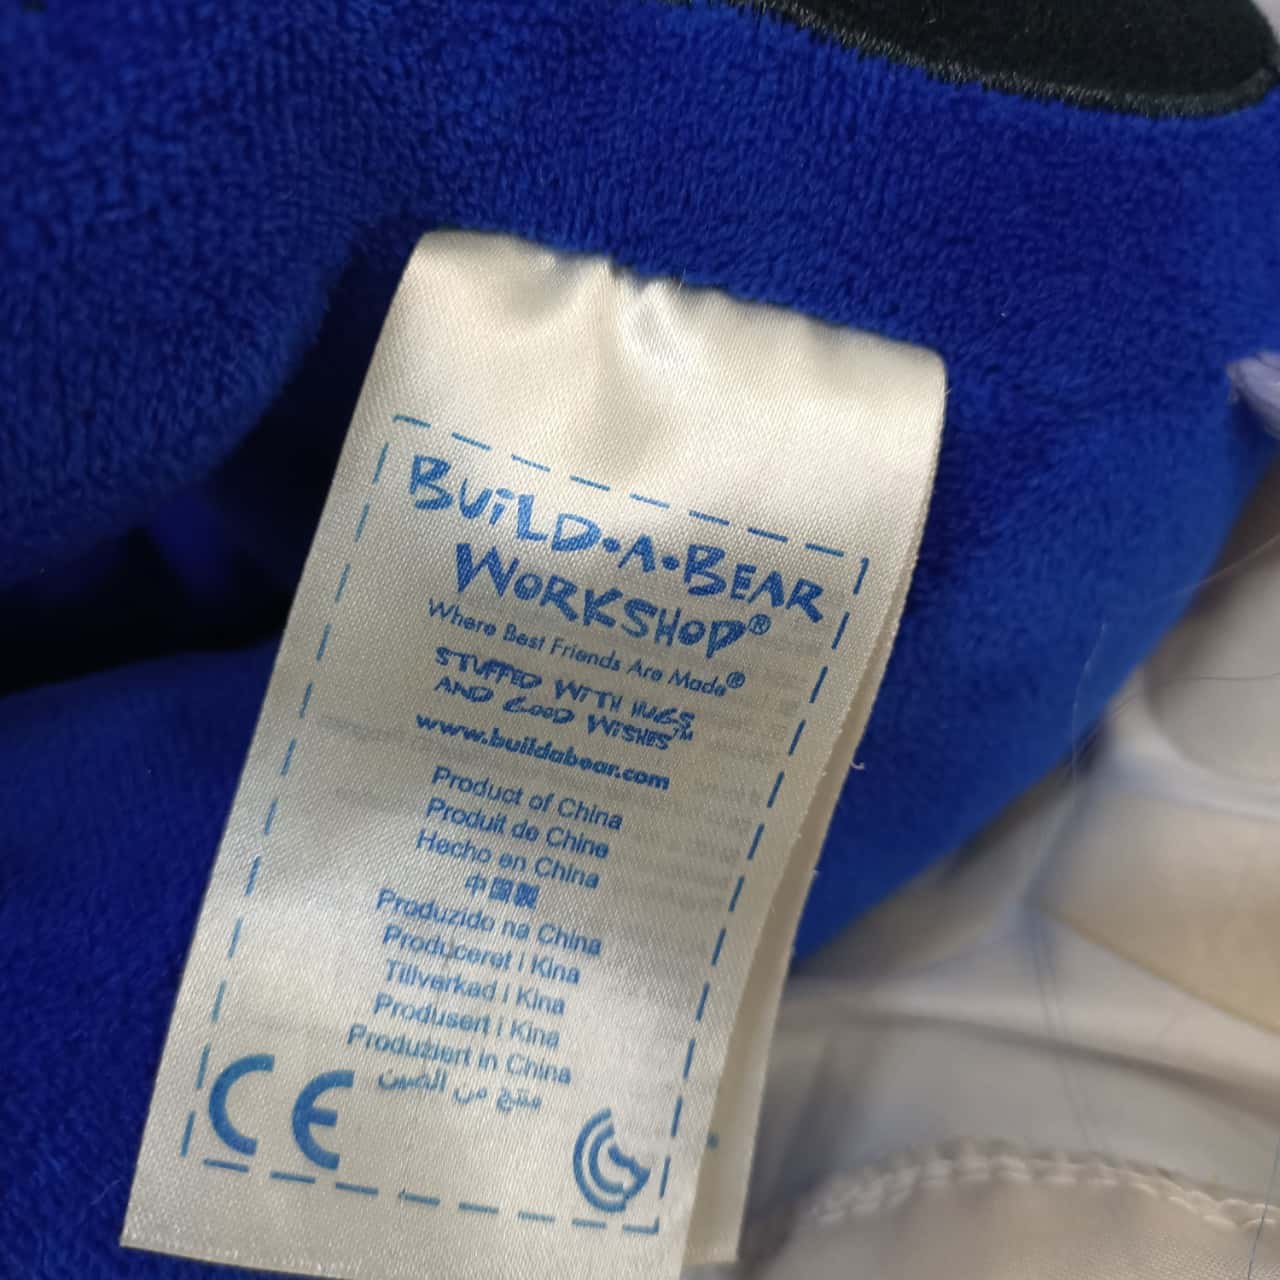 BUILD-A-BEAR
WORKSHOP®
Where Best Friends Are Made®
STUFFED WITH HUGS
AND GOOD WISHES™
www.buildabear.com
Product of China
Produit de Chine
Hecho en China
中国製
Produzido na China
Produceret i Kina
Tillverkad i Kina
Produsert i Kina
Produziert in China
منتج من الصين
CE